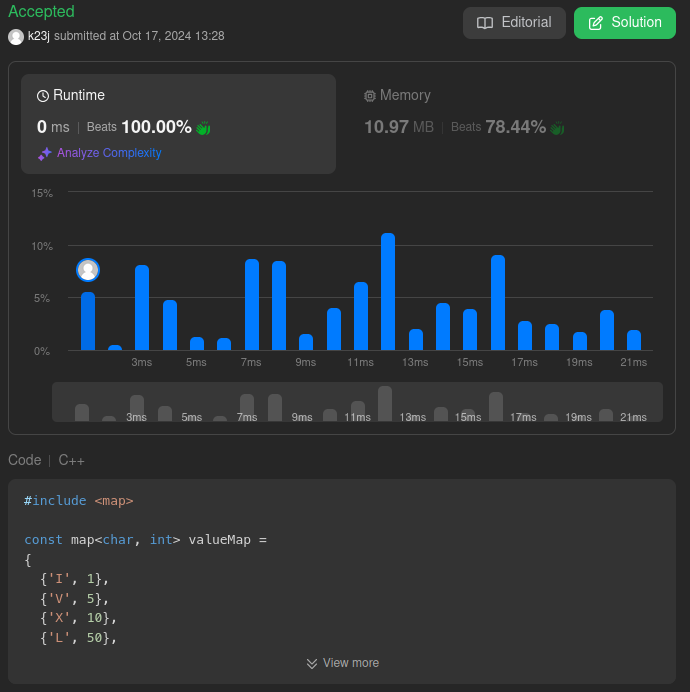 Accepted
k23j submitted at Oct 17, 2024 13:28
Editorial
Solution
Runtime
0 ms | Beats 100.00%
Analyze Complexity
Memory
10.97 MB | Beats 78.44%
15%
10%
5%
0%
3ms 5ms 7ms 9ms 11ms 13ms 15ms 17ms 19ms 21ms
3ms 5ms 7ms 9ms 11ms 13ms 15ms 17ms 19ms 21ms
Code | C++
#include <map>
const map<char, int> valueMap =
{
{'I', 1},
{'V', 5},
{'X', 10},
{'L', 50},
View more